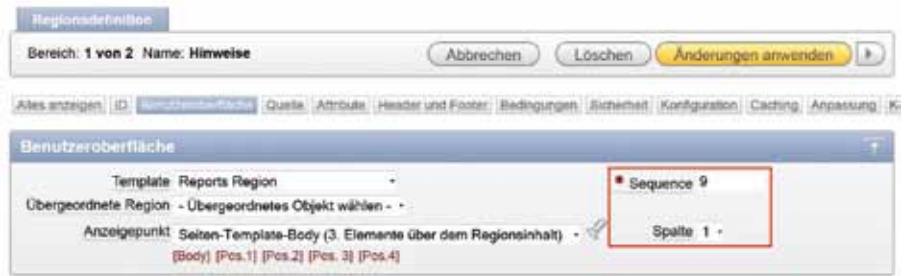 Regionsdefinition
Bereich: 1 von 2 Name: Hinweise Abbrechen Löschen Änderungen anwenden
Alles anzeigen ID Benutzeroberfläche Quelle Attribute Header und Footer Bedingungen Sicherheit Konfiguration Caching Anpassung K
Benutzeroberfläche
Template Reports Region * Sequence 9
Übergeordnete Region - Übergeordnetes Objekt wählen -
Anzeigepunkt Seiten-Template-Body (3. Elemente über dem Regionsinhalt) Spalte 1
[Body] [Pos.1] [Pos.2] [Pos. 3] [Pos.4]